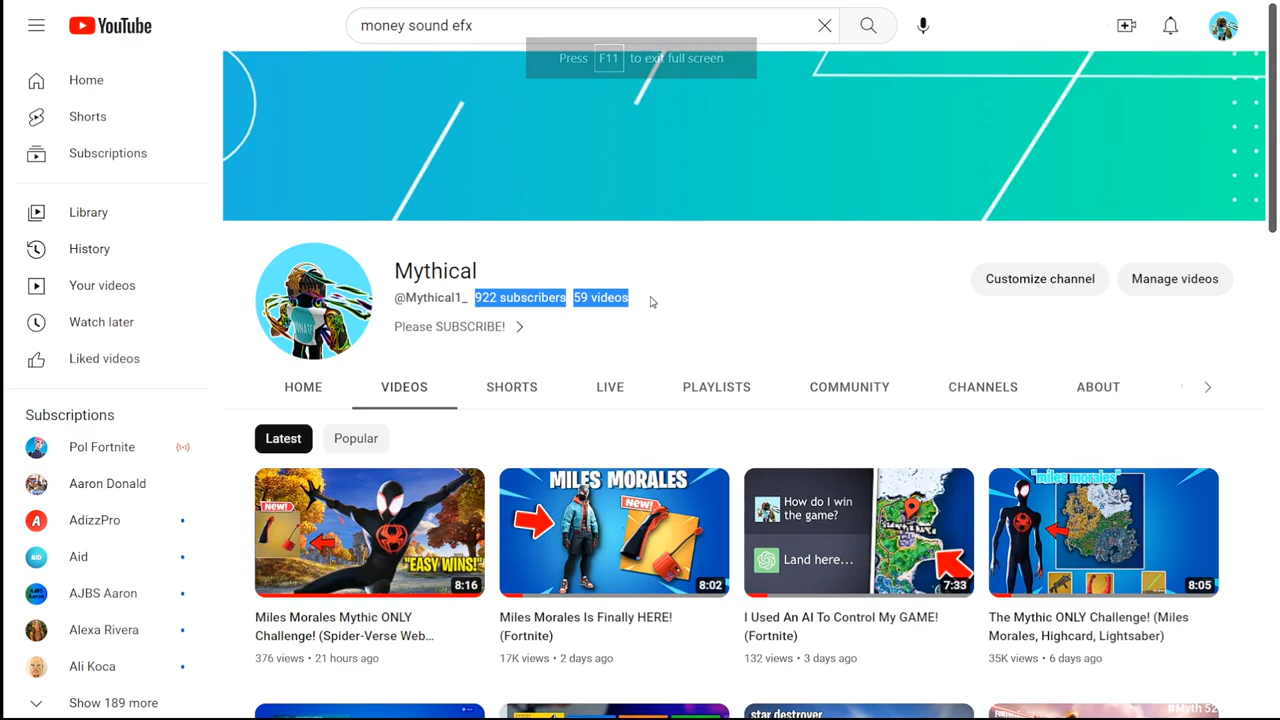 YouTube
money sound efx
Press F11 to exit full screen
Home
Shorts
Subscriptions
Library
History
Your videos
Watch later
Liked videos
Subscriptions
Pol Fortnite
Aaron Donald
AdizzPro
Aid
AJBS Aaron
Alexa Rivera
Ali Koca
Show 189 more
Mythical
@Mythical1_ 922 subscribers 59 videos
Please SUBSCRIBE!
Customize channel
Manage videos
HOME VIDEOS SHORTS LIVE PLAYLISTS COMMUNITY CHANNELS ABOUT
Latest Popular
New!
"EASY WINS!"
8:16
Miles Morales Mythic ONLY
Challenge! (Spider-Verse Web...
376 views • 21 hours ago
MILES MORALES
New!
8:02
Miles Morales Is Finally HERE!
(Fortnite)
17K views • 2 days ago
How do I win
the game?
Land here...
7:33
I Used An AI To Control My GAME!
(Fortnite)
132 views • 3 days ago
"miles morales"
8:05
The Mythic ONLY Challenge! (Miles
Morales, Highcard, Lightsaber)
35K views • 6 days ago
star destroyer
#Myth 52